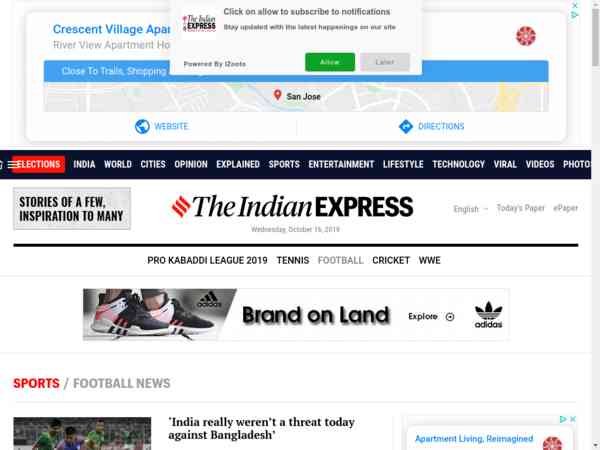 Crescent Village Apar
River View Apartment Ho
Close To Trails, Shopping
San Jose
WEBSITE
DIRECTIONS
The Indian
EXPRESS
Click on allow to subscribe to notifications
Stay updated with the latest happenings on our site
Powered By iZooto
Allow
Later
ELECTIONS INDIA WORLD CITIES OPINION EXPLAINED SPORTS ENTERTAINMENT LIFESTYLE TECHNOLOGY VIRAL VIDEOS PHOTOS
STORIES OF A FEW,
INSPIRATION TO MANY
The Indian EXPRESS
Wednesday, October 16, 2019
English
Today's Paper
ePaper
PRO KABADDI LEAGUE 2019 TENNIS FOOTBALL CRICKET WWE
adidas
Brand on Land
Explore
adidas
SPORTS / FOOTBALL NEWS
'India really weren't a threat today
against Bangladesh'
Apartment Living, Reimagined